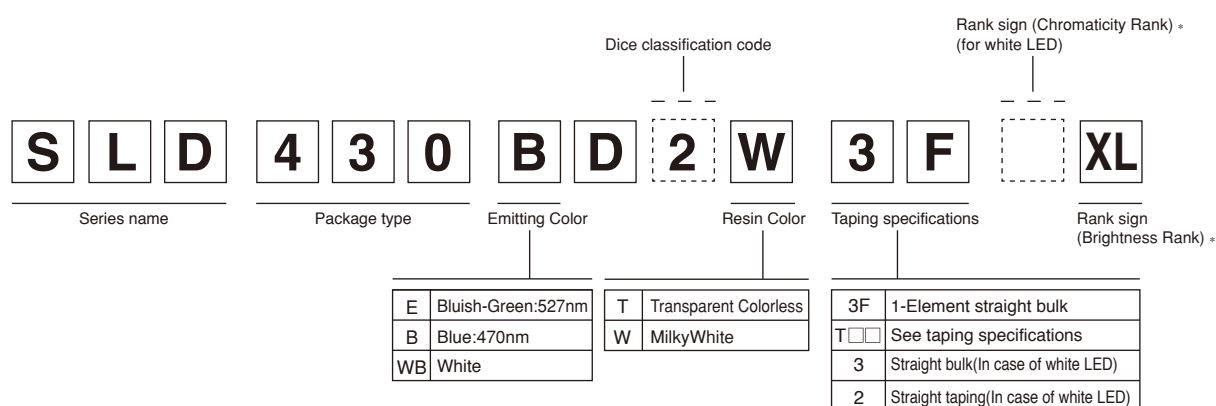 Rank sign (Chromaticity Rank) *
(for white LED)
Dice classification code
S L D 4 3 0 B D 2 W 3 F XL
Series name Package type Emitting Color Resin Color Taping specifications Rank sign
(Brightness Rank) *
E Bluish-Green:527nm
B Blue:470nm
WB White
T Transparent Colorless
W MilkyWhite
3F 1-Element straight bulk
T□□ See taping specifications
3 Straight bulk(In case of white LED)
2 Straight taping(In case of white LED)